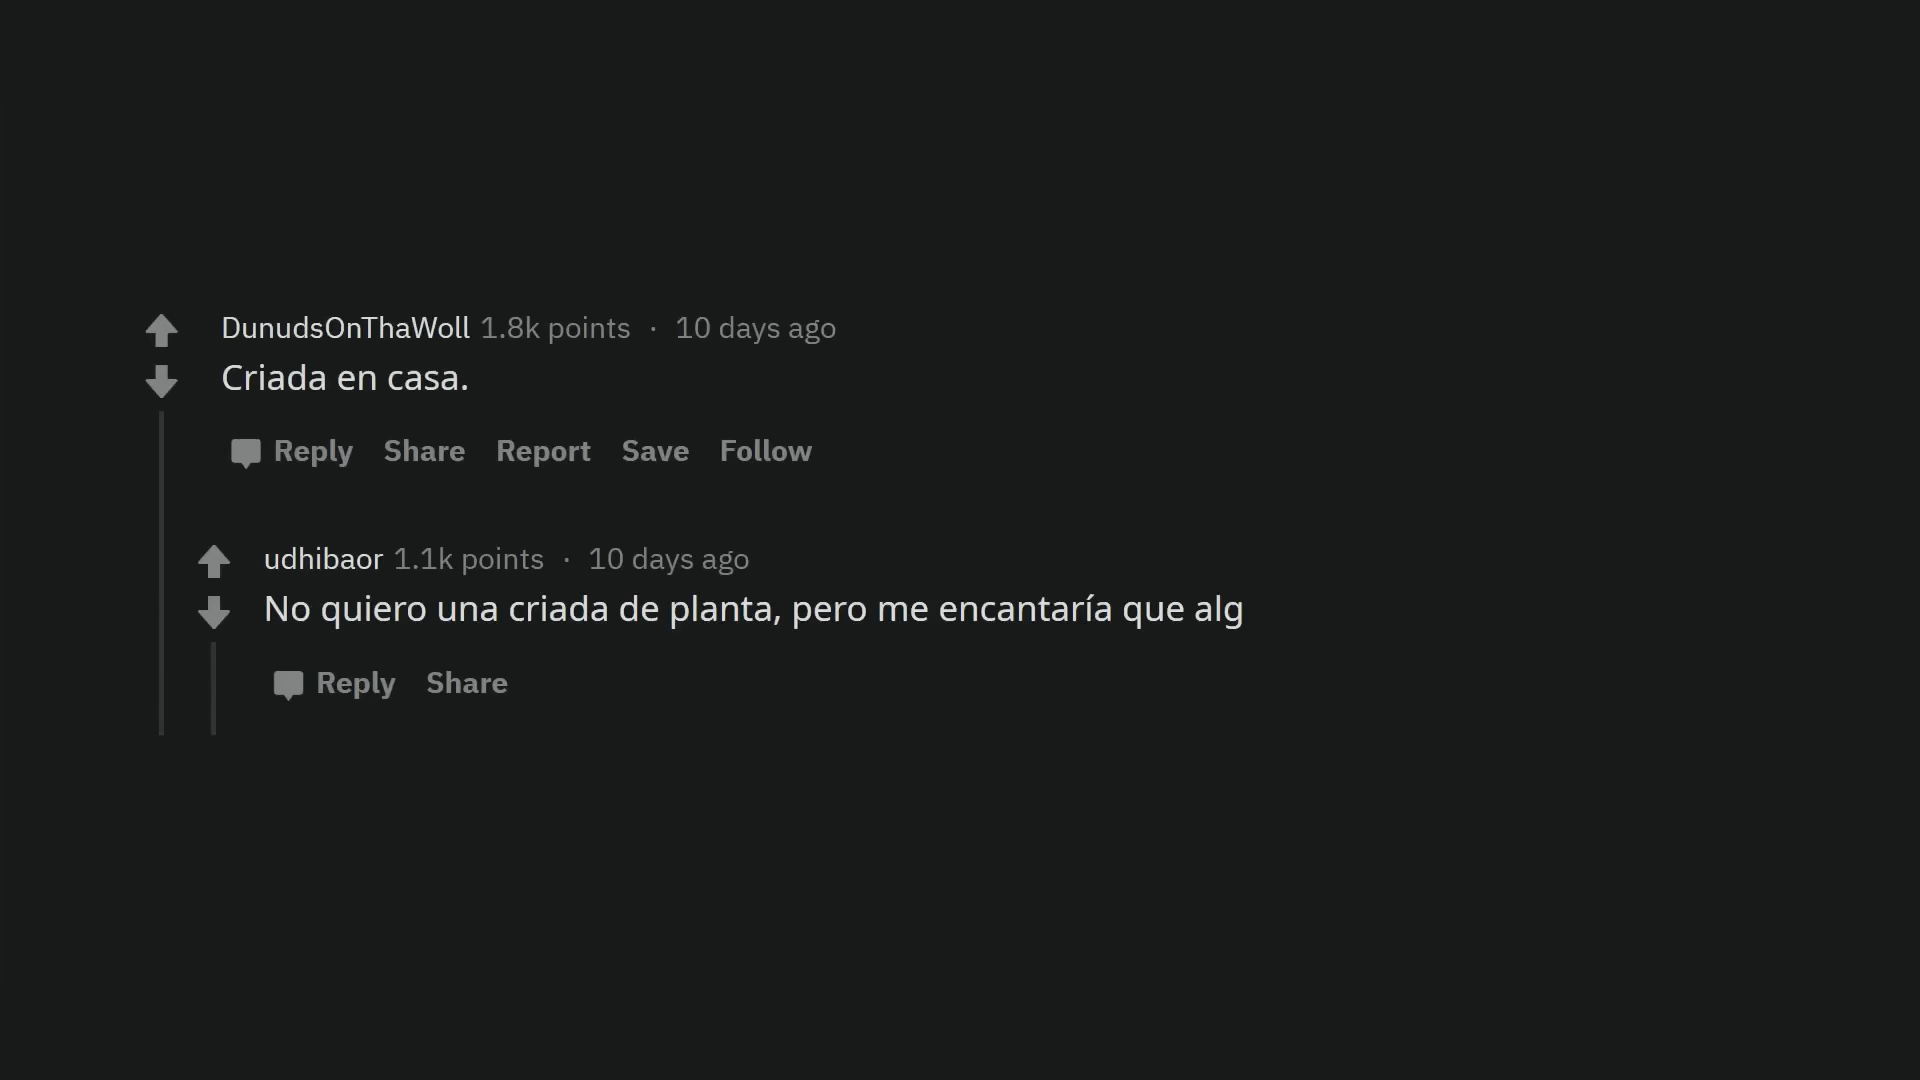 DunudsOnThaWoll 1.8k points · 10 days ago
Criada en casa.
Reply Share Report Save Follow
udhibaor 1.1k points · 10 days ago
No quiero una criada de planta, pero me encantaría que alg
Reply Share